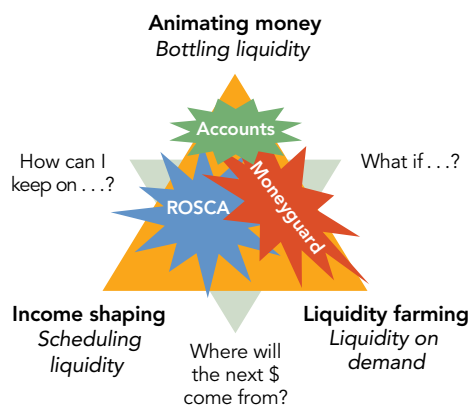 Animating money
Bottling liquidity
Accounts
How can I
keep on . . .?
What if . . .?
ROSCA
Moneyguard
Income shaping
Scheduling
liquidity
Liquidity farming
Liquidity on
demand
Where will
the next $
come from?